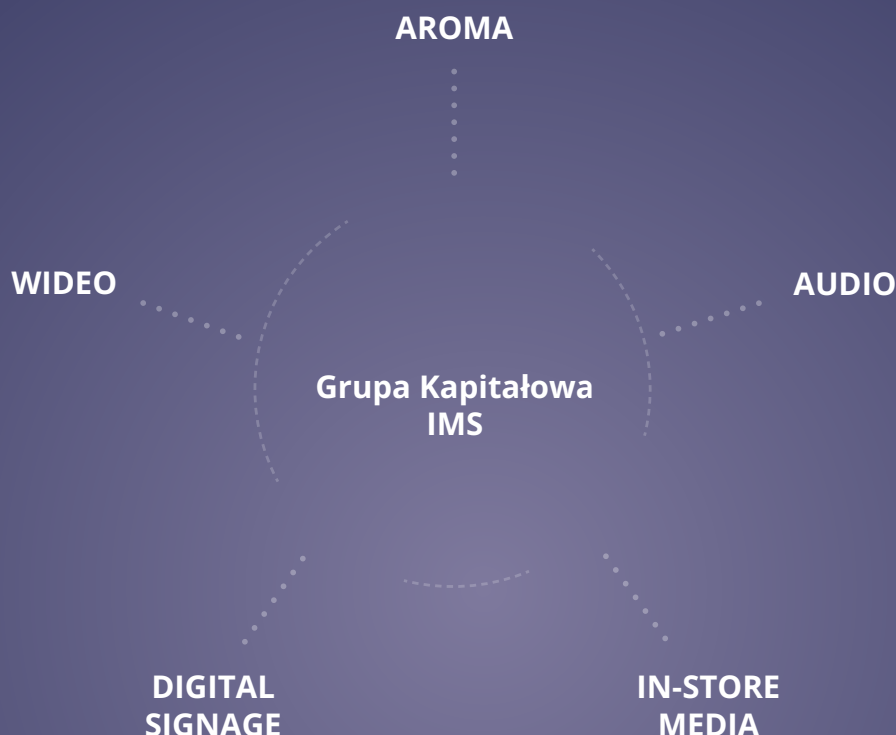 AROMA
WIDEO
AUDIO
Grupa Kapitałowa
IMS
DIGITAL
SIGNAGE
IN-STORE
MEDIA